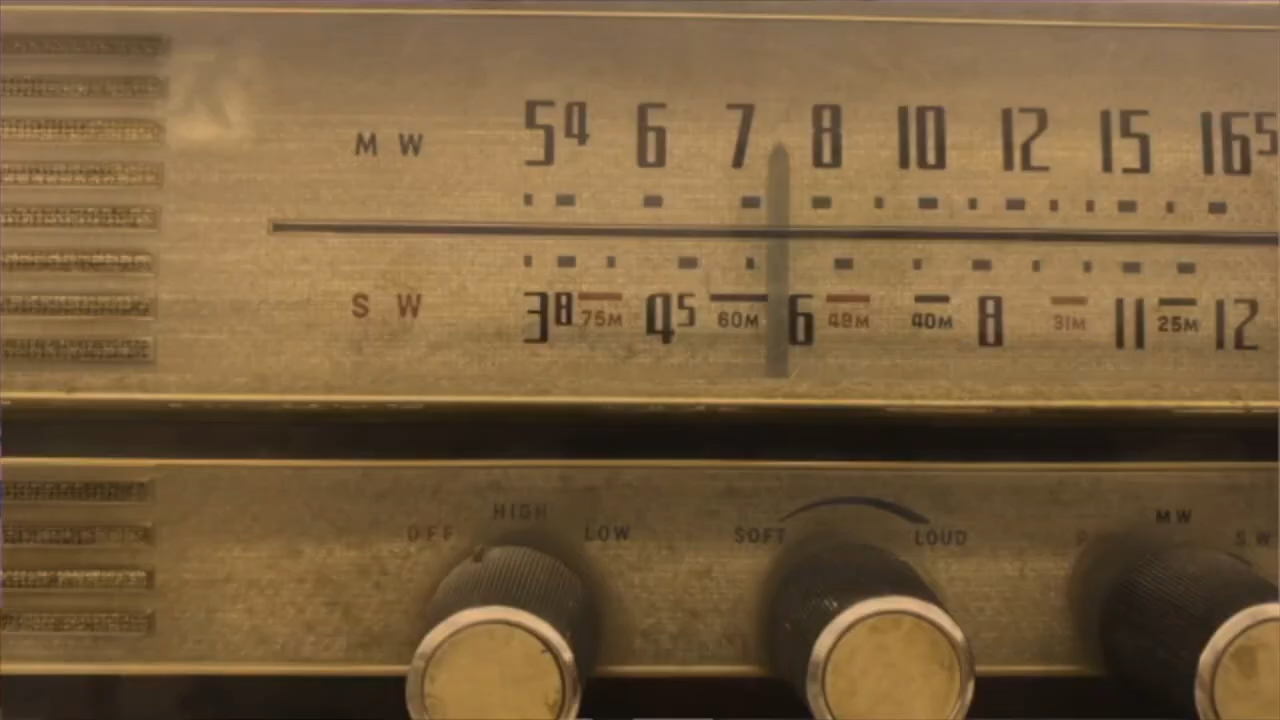 MW 5⁴ 6 7 8 10 12 15 16⁵
SW 3⁸ 75M 4⁵ 60M 6 49M 40M 8 31M 11 25M 12
OFF HIGH LOW SOFT LOUD P MW S.W